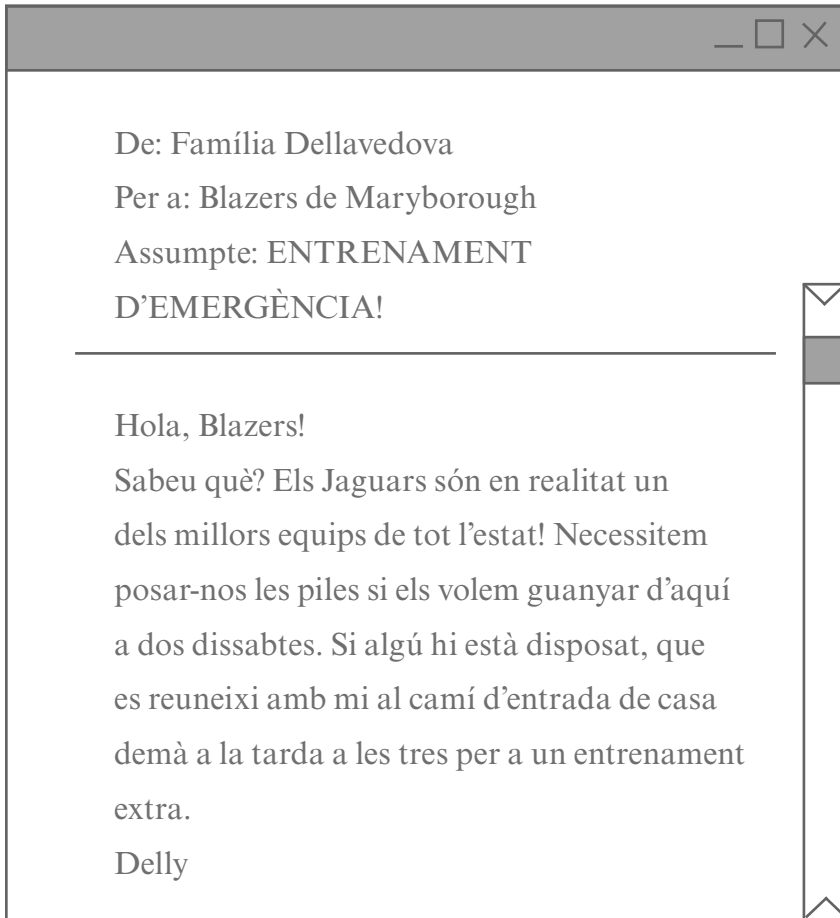 De: Família Dellavedova
Per a: Blazers de Maryborough
Assumpte: ENTRENAMENT
D’EMERGÈNCIA!
Hola, Blazers!
Sabeu què? Els Jaguars són en realitat un
dels millors equips de tot l’estat! Necessitem
posar-nos les piles si els volem guanyar d’aquí
a dos dissabtes. Si algú hi està disposat, que
es reuneixi amb mi al camí d’entrada de casa
demà a la tarda a les tres per a un entrenament
extra.
Delly